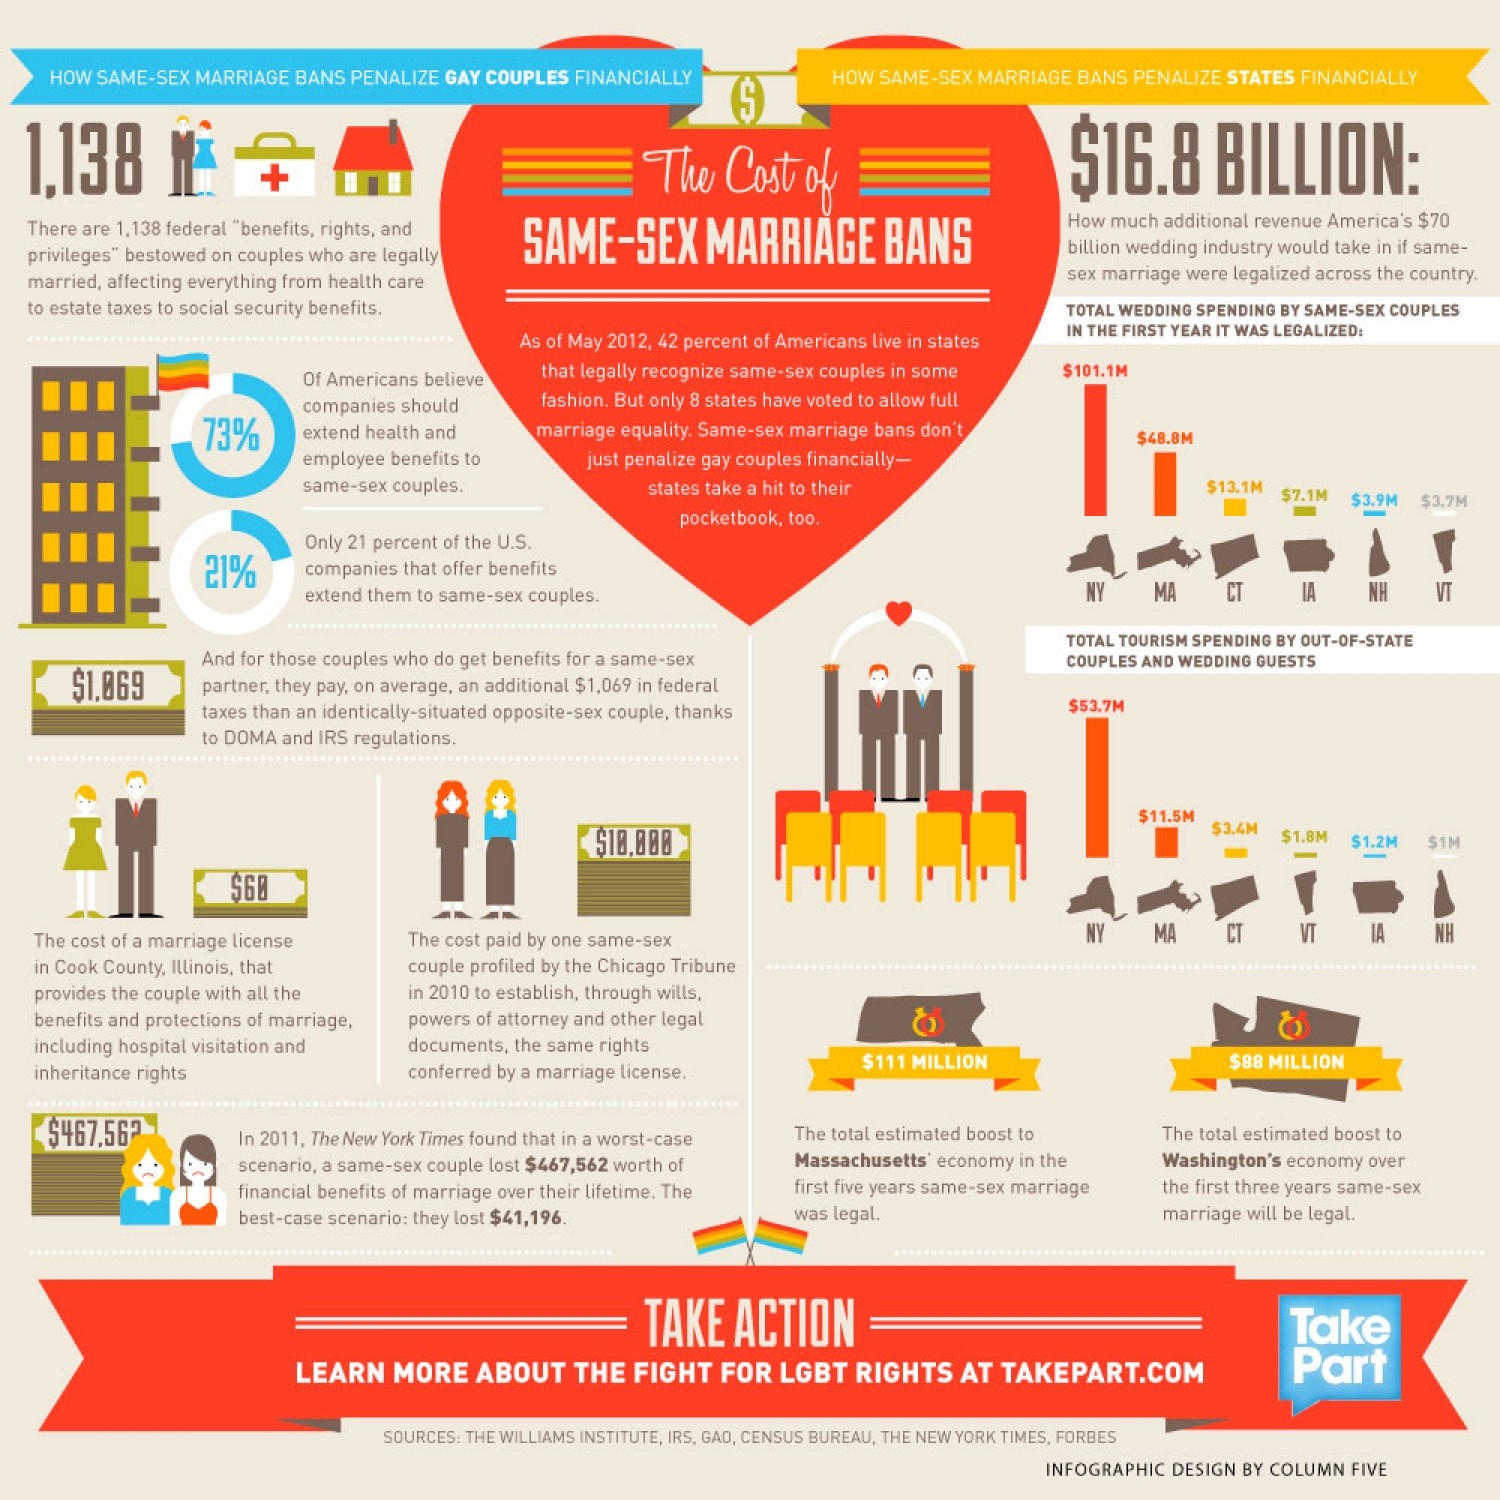 HOW SAME-SEX MARRIAGE BANS PENALIZE GAY COUPLES FINANCIALLY
$
HOW SAME-SEX MARRIAGE BANS PENALIZE STATES FINANCIALLY
The Cost of
SAME-SEX MARRIAGE BANS
As of May 2012, 42 percent of Americans live in states
that legally recognize same-sex couples in some
fashion. But only 8 states have voted to allow full
marriage equality. Same-sex marriage bans don't
just penalize gay couples financially—
states take a hit to their
pocketbook, too.
1,138
There are 1,138 federal "benefits, rights, and
privileges" bestowed on couples who are legally
married, affecting everything from health care
to estate taxes to social security benefits.
73%
Of Americans believe
companies should
extend health and
employee benefits to
same-sex couples.
21%
Only 21 percent of the U.S.
companies that offer benefits
extend them to same-sex couples.
$1,069
And for those couples who do get benefits for a same-sex
partner, they pay, on average, an additional $1,069 in federal
taxes than an identically-situated opposite-sex couple, thanks
to DOMA and IRS regulations.
$60
The cost of a marriage license
in Cook County, Illinois, that
provides the couple with all the
benefits and protections of marriage,
including hospital visitation and
inheritance rights
$10,000
The cost paid by one same-sex
couple profiled by the Chicago Tribune
in 2010 to establish, through wills,
powers of attorney and other legal
documents, the same rights
conferred by a marriage license.
$467,562
In 2011, The New York Times found that in a worst-case
scenario, a same-sex couple lost $467,562 worth of
financial benefits of marriage over their lifetime. The
best-case scenario: they lost $41,196.
$16.8 BILLION:
How much additional revenue America's $70
billion wedding industry would take in if same-
sex marriage were legalized across the country.
TOTAL WEDDING SPENDING BY SAME-SEX COUPLES
IN THE FIRST YEAR IT WAS LEGALIZED:
$101.1M
$48.8M
$13.1M
$7.1M
$3.9M
$3.7M
NY MA CT IA NH VT
TOTAL TOURISM SPENDING BY OUT-OF-STATE
COUPLES AND WEDDING GUESTS
$53.7M
$11.5M
$3.4M
$1.8M
$1.2M
$1M
NY MA CT VT IA NH
$111 MILLION
The total estimated boost to
Massachusetts' economy in the
first five years same-sex marriage
was legal.
$88 MILLION
The total estimated boost to
Washington's economy over
the first three years same-sex
marriage will be legal.
TAKE ACTION
LEARN MORE ABOUT THE FIGHT FOR LGBT RIGHTS AT TAKEPART.COM
Take
Part
SOURCES: THE WILLIAMS INSTITUTE, IRS, GAO, CENSUS BUREAU, THE NEW YORK TIMES, FORBES
INFOGRAPHIC DESIGN BY COLUMN FIVE